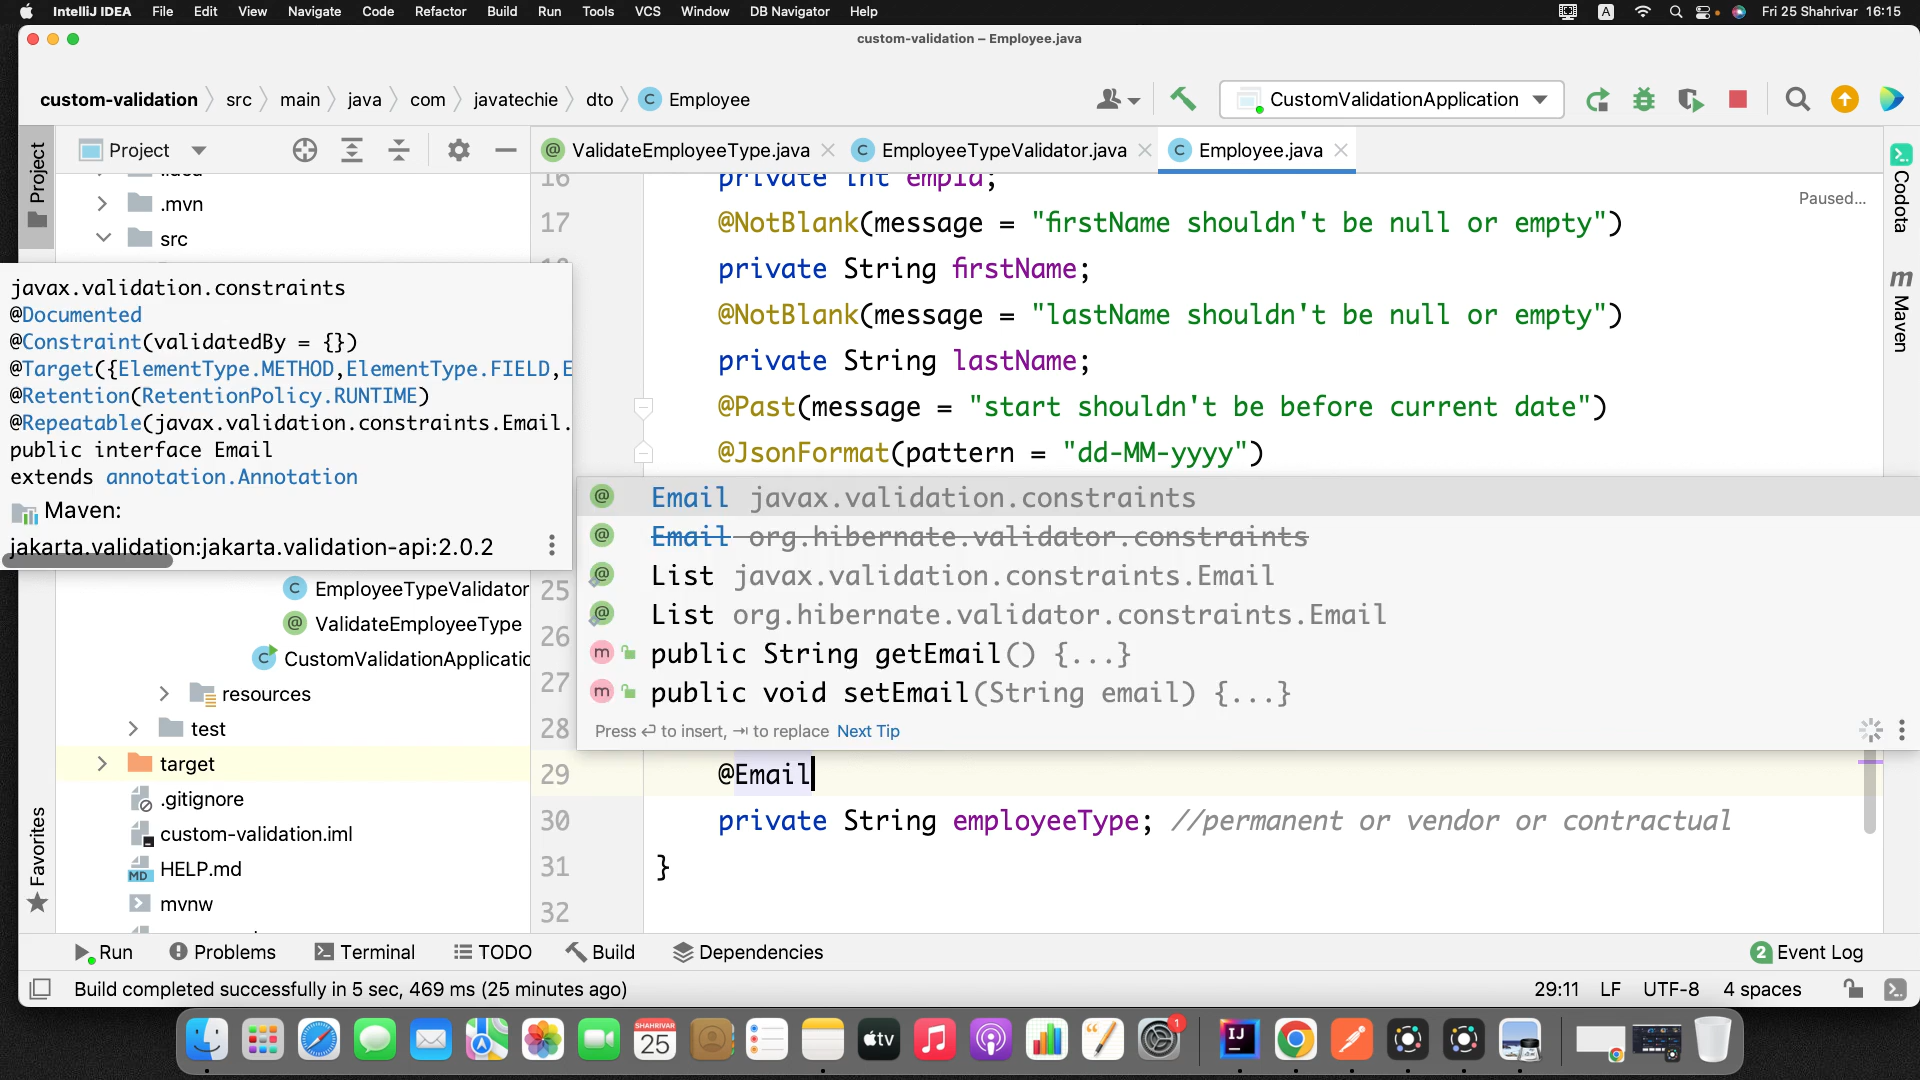 IntelliJ IDEA File Edit View Navigate Code Refactor Build Run Tools VCS Window DB Navigator Help A Fri 25 Shahrivar 16:15
custom-validation – Employee.java
custom-validation src main java com javatechie dto C Employee CustomValidationApplication
Project Project @ ValidateEmployeeType.java C EmployeeTypeValidator.java C Employee.java Codota
16 private int empId;
Paused...
.mvn
17 @NotBlank(message = "firstName shouldn't be null or empty")
src
private String firstName;
@NotBlank(message = "lastName shouldn't be null or empty")
private String lastName;
@Past(message = "start shouldn't be before current date")
@JsonFormat(pattern = "dd-MM-yyyy")
m Maven
javax.validation.constraints
@Documented
@Constraint(validatedBy = {})
@Target({ElementType.METHOD,ElementType.FIELD,E
@Retention(RetentionPolicy.RUNTIME)
@Repeatable(javax.validation.constraints.Email.
public interface Email
extends annotation.Annotation
Maven:
jakarta.validation:jakarta.validation-api:2.0.2
@ Email javax.validation.constraints
@ Email org.hibernate.validator.constraints
@ List javax.validation.constraints.Email
@ List org.hibernate.validator.constraints.Email
m public String getEmail() {...}
m public void setEmail(String email) {...}
Press ↵ to insert, ⇥ to replace Next Tip
C EmployeeTypeValidator 25
@ ValidateEmployeeType 26
C CustomValidationApplicatio
27
resources
test 28
target
29 @Email
.gitignore
30 private String employeeType; //permanent or vendor or contractual
custom-validation.iml
31 }
MD HELP.md
mvnw
32
Favorites
Run Problems Terminal TODO Build Dependencies 2 Event Log
Build completed successfully in 5 sec, 469 ms (25 minutes ago) 29:11 LF UTF-8 4 spaces
SHAHRIVAR
25
tv
1
IJ